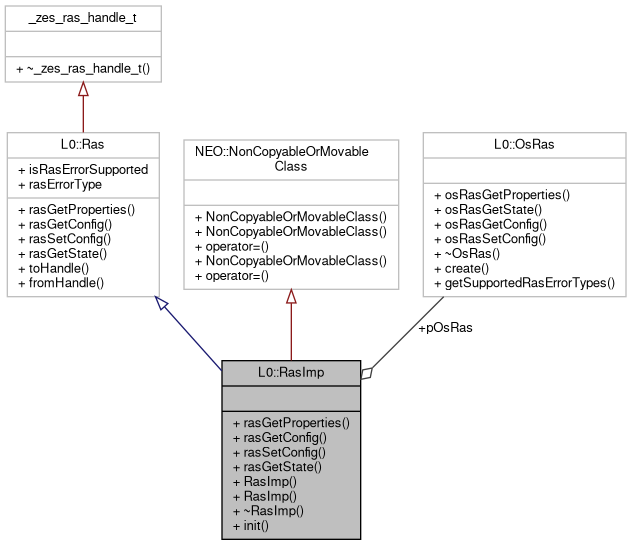 _zes_ras_handle_t
+ ~_zes_ras_handle_t()
L0::Ras
+ isRasErrorSupported
+ rasErrorType
+ rasGetProperties()
+ rasGetConfig()
+ rasSetConfig()
+ rasGetState()
+ toHandle()
+ fromHandle()
NEO::NonCopyableOrMovable
Class
+ NonCopyableOrMovableClass()
+ NonCopyableOrMovableClass()
+ operator=()
+ NonCopyableOrMovableClass()
+ operator=()
L0::OsRas
+ osRasGetProperties()
+ osRasGetState()
+ osRasGetConfig()
+ osRasSetConfig()
+ ~OsRas()
+ create()
+ getSupportedRasErrorTypes()
+pOsRas
L0::RasImp
+ rasGetProperties()
+ rasGetConfig()
+ rasSetConfig()
+ rasGetState()
+ RasImp()
+ RasImp()
+ ~RasImp()
+ init()